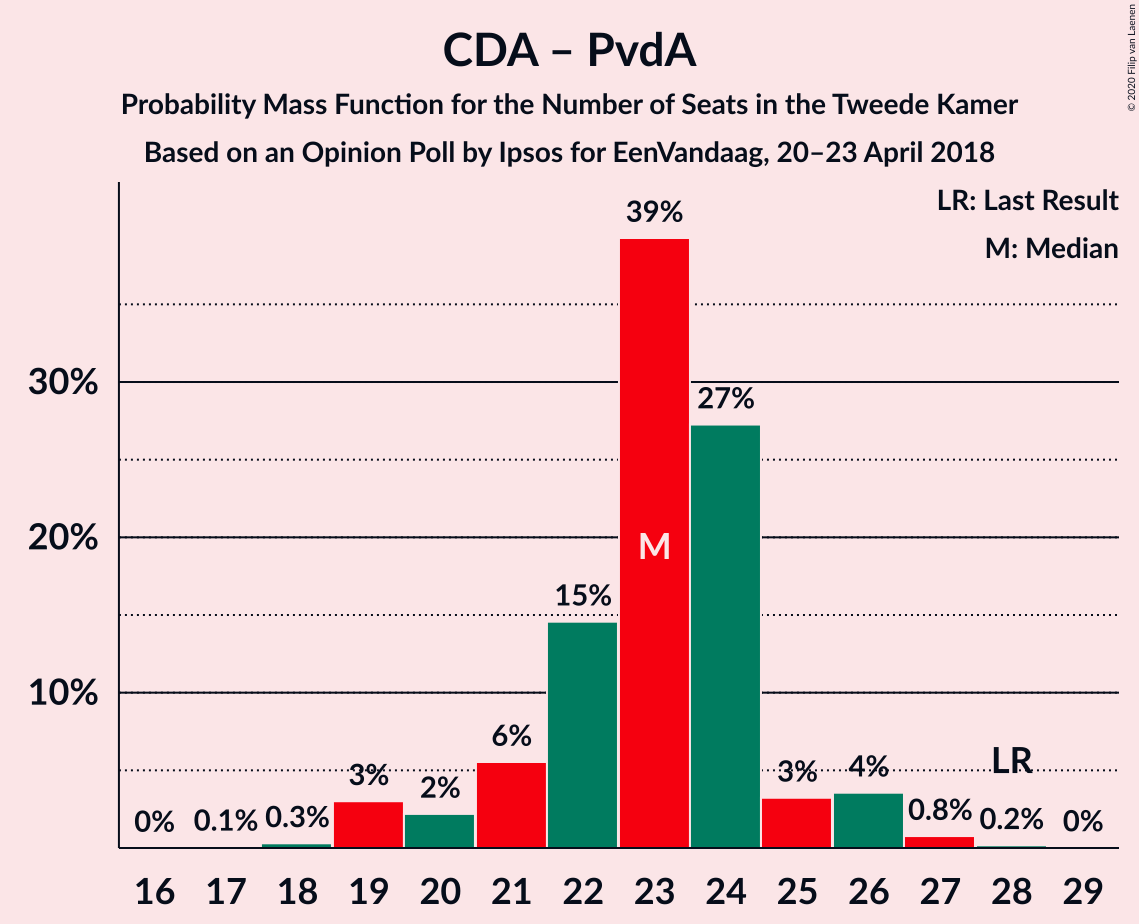 CDA – PvdA
Probability Mass Function for the Number of Seats in the Tweede Kamer
Based on an Opinion Poll by Ipsos for EenVandaag, 20–23 April 2018
© 2020 Filip van Laenen
LR: Last Result
M: Median
39%
30%
27%
20%
M
15%
10%
6%
LR
3%
2%
3%
4%
0%
0.1%
0.3%
0.8%
0.2%
0%
16 17 18 19 20 21 22 23 24 25 26 27 28 29